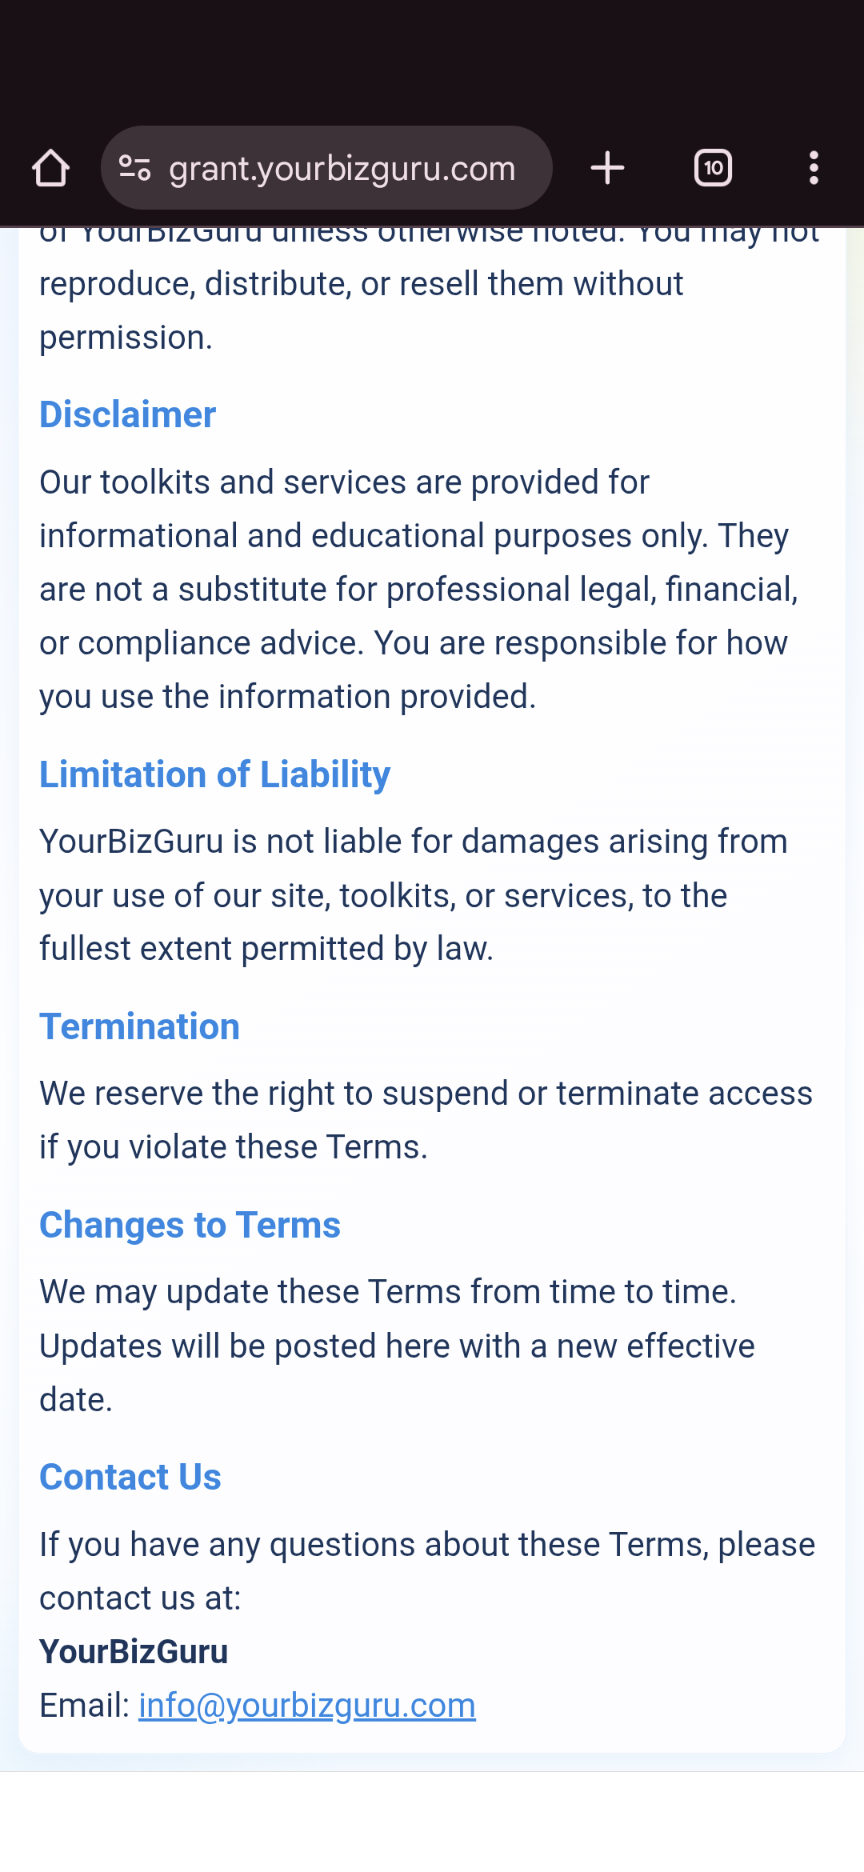 grant.yourbizguru.com
10
of YourBizGuru unless otherwise noted. You may not
reproduce, distribute, or resell them without
permission.
Disclaimer
Our toolkits and services are provided for
informational and educational purposes only. They
are not a substitute for professional legal, financial,
or compliance advice. You are responsible for how
you use the information provided.
Limitation of Liability
YourBizGuru is not liable for damages arising from
your use of our site, toolkits, or services, to the
fullest extent permitted by law.
Termination
We reserve the right to suspend or terminate access
if you violate these Terms.
Changes to Terms
We may update these Terms from time to time.
Updates will be posted here with a new effective
date.
Contact Us
If you have any questions about these Terms, please
contact us at:
YourBizGuru
Email: info@yourbizguru.com